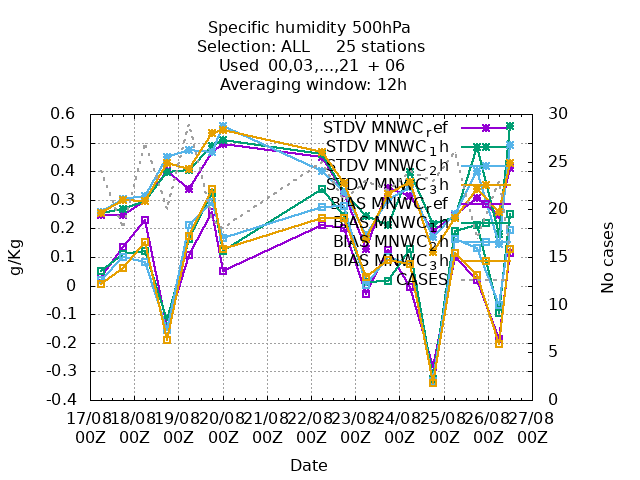 Specific humidity 500hPa
Selection: ALL     25 stations
Used  00,03,...,21  + 06
Averaging window: 12h
0.6
0.5
0.4
0.3
0.2
0.1
0
-0.1
-0.2
-0.3
-0.4
g/Kg
30
25
20
15
10
5
0
No cases
STDV MNWC_ref
STDV MNWC_1h
STDV MNWC_2h
STDV MNWC_3h
BIAS MNWC_ref
BIAS MNWC_1h
BIAS MNWC_2h
BIAS MNWC_3h
CASES
17/08 18/08 19/08 20/08 21/08 22/08 23/08 24/08 25/08 26/08 27/08
00Z 00Z 00Z 00Z 00Z 00Z 00Z 00Z 00Z 00Z 00Z
Date